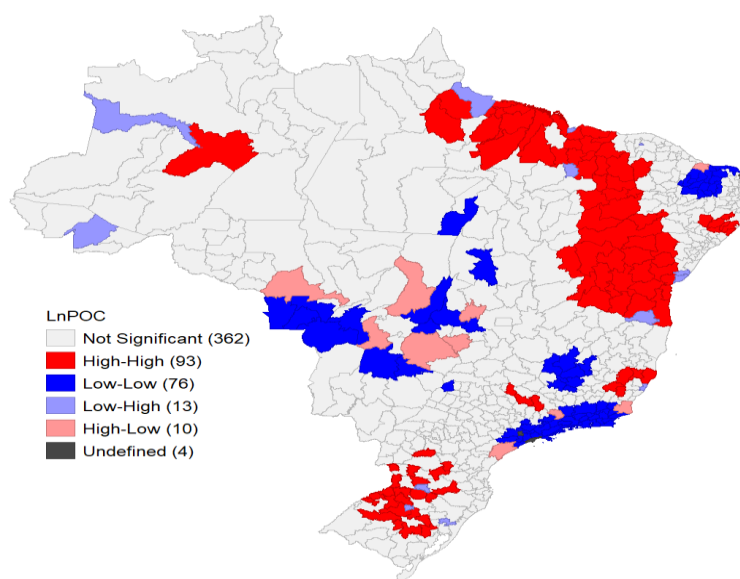 LnPOC
Not Significant (362)
High-High (93)
Low-Low (76)
Low-High (13)
High-Low (10)
Undefined (4)